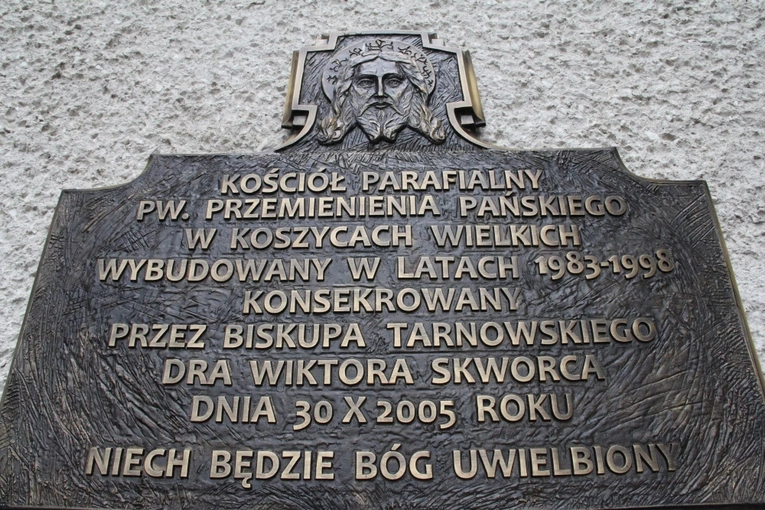 KOŚCIÓŁ PARAFIALNY
PW. PRZEMIENIENIA PAŃSKIEGO
W KOSZYCACH WIELKICH
WYBUDOWANY W LATACH 1983-1998
KONSEKROWANY
PRZEZ BISKUPA TARNOWSKIEGO
DRA WIKTORA SKWORCA
DNIA 30 X 2005 ROKU
NIECH BĘDZIE BÓG UWIELBIONY